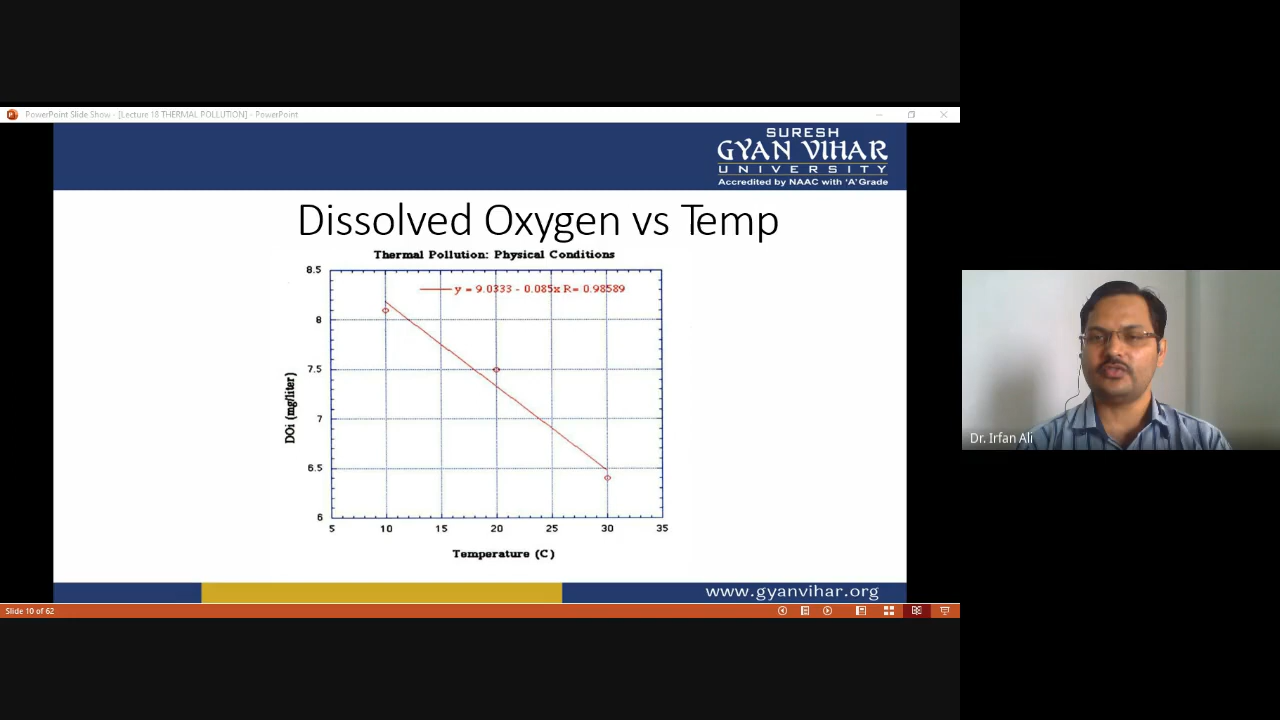 PowerPoint Slide Show - [Lecture 18 THERMAL POLLUTION] - PowerPoint
SURESH
GYAN VIHAR
UNIVERSITY
Accredited by NAAC with 'A' Grade
Dissolved Oxygen vs Temp
Thermal Pollution: Physical Conditions
y = 9.0333 - 0.085x R= 0.98589
8.5
8
7.5
7
6.5
6
DOi (mg/liter)
5 10 15 20 25 30 35
Temperature (C)
Dr. Irfan Ali
www.gyanvihar.org
Slide 10 of 62